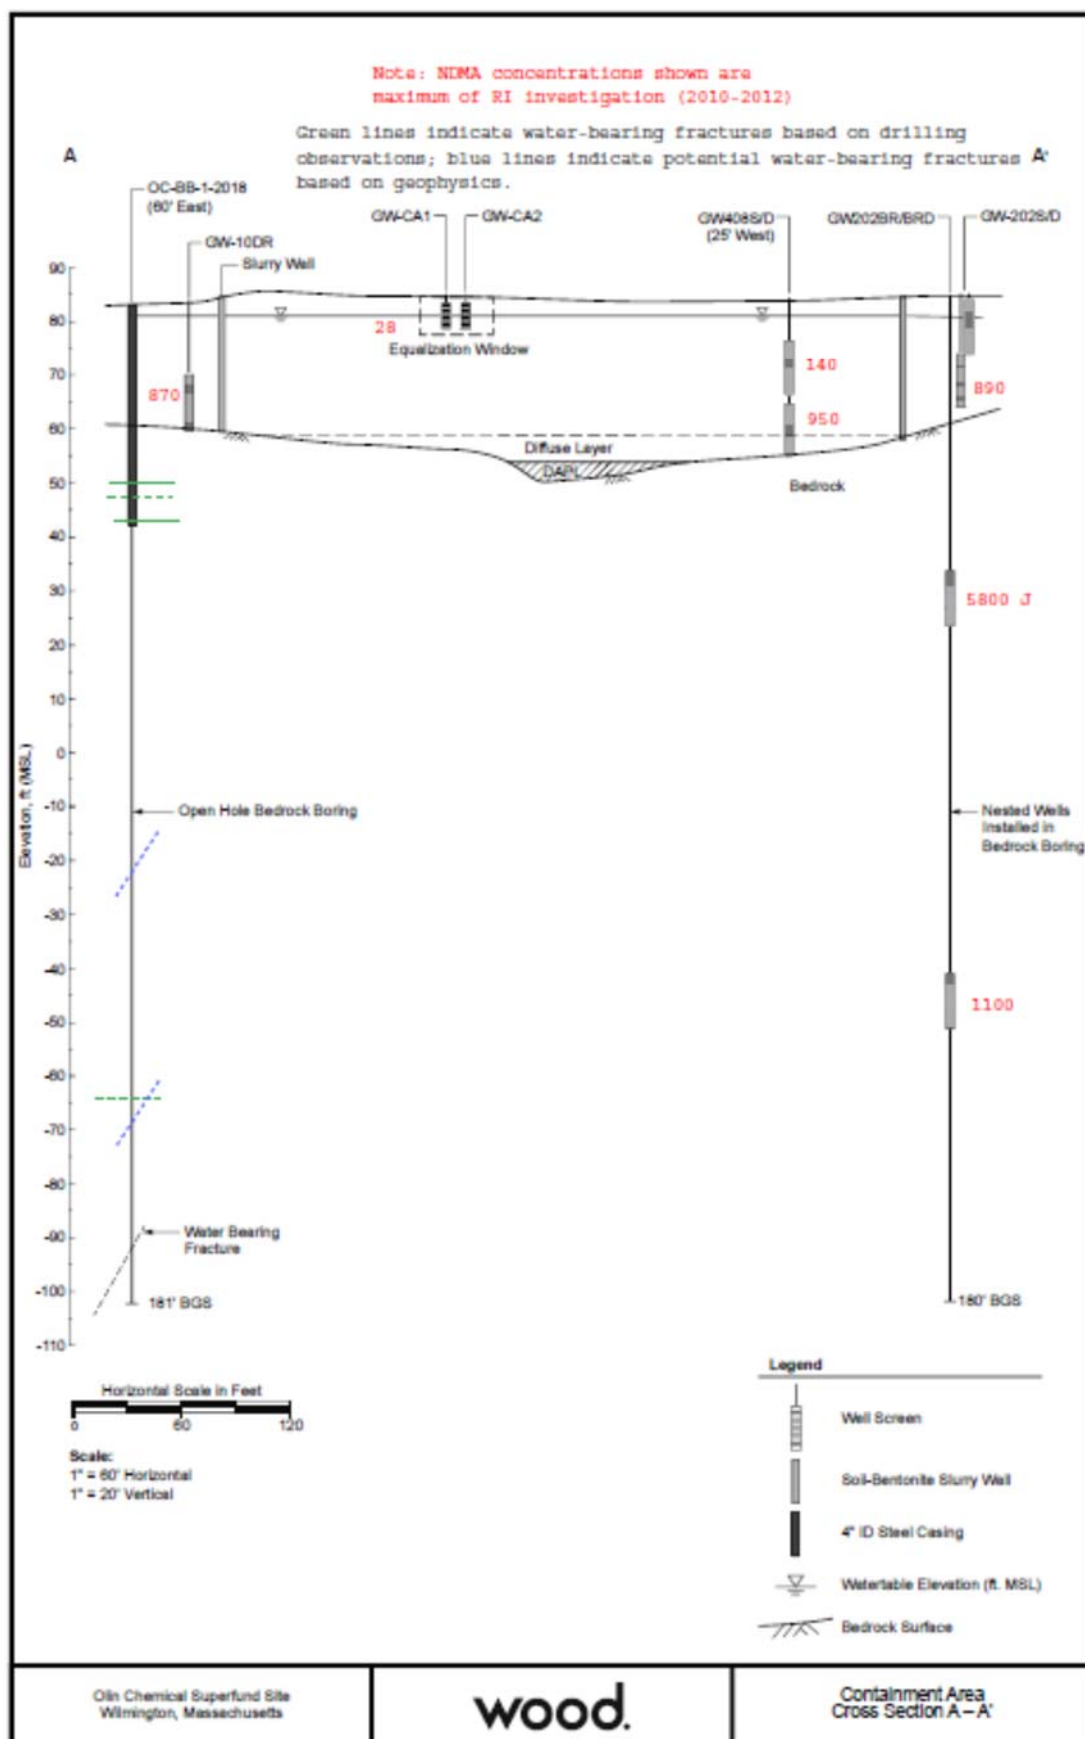 Note: NDMA concentrations shown are
maximum of RI investigation (2010-2012)
Green lines indicate water-bearing fractures based on drilling
observations; blue lines indicate potential water-bearing fractures
based on geophysics.
A
A'
OC-BB-1-2018
(60' East)
GW-10DR
Slurry Wall
GW-CA1
GW-CA2
GW408S/D
(25' West)
GW202BR/BRD
GW-202S/D
90
80
70
60
50
40
30
20
10
0
-10
-20
-30
-40
-50
-60
-70
-80
-90
-100
-110
Elevation, ft (MSL)
28
Equalization Window
870
140
950
890
Diffuse Layer
DAPL
Bedrock
5800 J
Open Hole Bedrock Boring
Nested Wells
Installed in
Bedrock Boring
1100
Water Bearing
Fracture
181' BGS
180' BGS
Horizontal Scale in Feet
0 60 120
Scale:
1" = 60' Horizontal
1" = 20' Vertical
Legend
Well Screen
Soil-Bentonite Slurry Wall
4" ID Steel Casing
Watertable Elevation (ft. MSL)
Bedrock Surface
Olin Chemical Superfund Site
Wilmington, Massachusetts
wood.
Containment Area
Cross Section A – A'